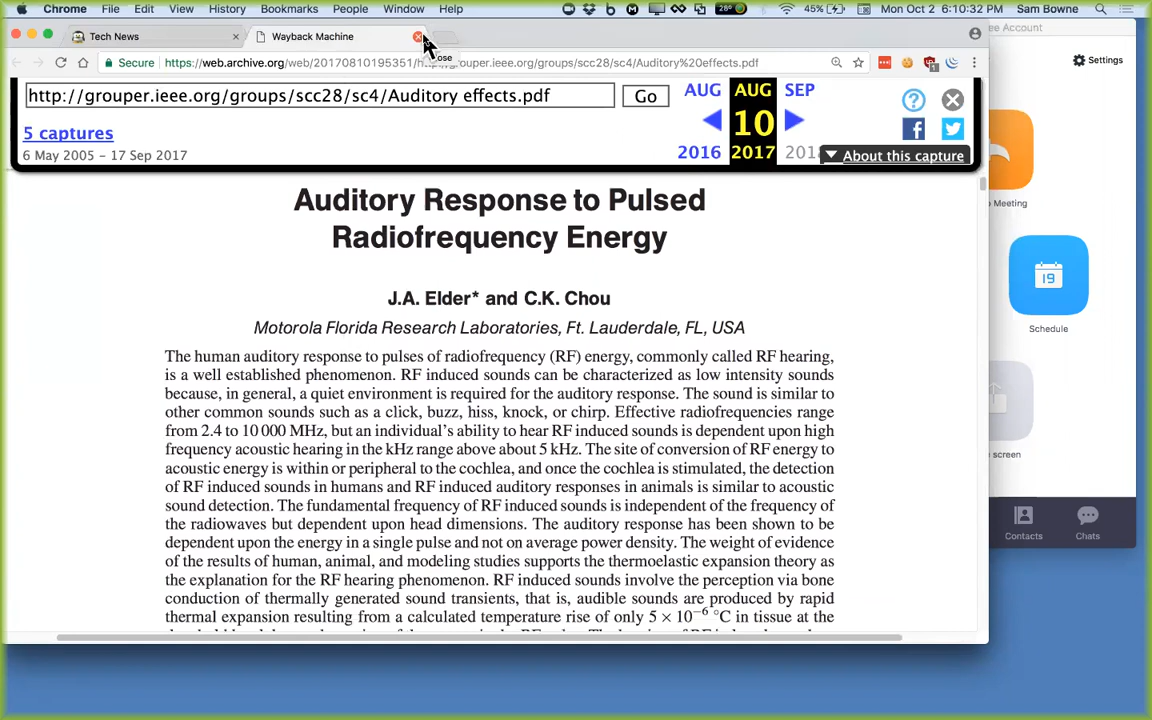 Chrome File Edit View History Bookmarks People Window Help 28° 45% Mon Oct 2 6:10:32 PM Sam Bowne
Tech News × Wayback Machine
ee Account
Secure https://web.archive.org/web/20170810195351/h grouper.ieee.org/groups/scc28/sc4/Auditory%20effects.pdf
ose
Settings
http://grouper.ieee.org/groups/scc28/sc4/Auditory effects.pdf Go AUG AUG SEP
5 captures 10
6 May 2005 – 17 Sep 2017 2016 2017 201 About this capture
Auditory Response to Pulsed
Radiofrequency Energy
J.A. Elder* and C.K. Chou
Motorola Florida Research Laboratories, Ft. Lauderdale, FL, USA
The human auditory response to pulses of radiofrequency (RF) energy, commonly called RF hearing,
is a well established phenomenon. RF induced sounds can be characterized as low intensity sounds
because, in general, a quiet environment is required for the auditory response. The sound is similar to
other common sounds such as a click, buzz, hiss, knock, or chirp. Effective radiofrequencies range
from 2.4 to 10 000 MHz, but an individual's ability to hear RF induced sounds is dependent upon high
frequency acoustic hearing in the kHz range above about 5 kHz. The site of conversion of RF energy to
acoustic energy is within or peripheral to the cochlea, and once the cochlea is stimulated, the detection
of RF induced sounds in humans and RF induced auditory responses in animals is similar to acoustic
sound detection. The fundamental frequency of RF induced sounds is independent of the frequency of
the radiowaves but dependent upon head dimensions. The auditory response has been shown to be
dependent upon the energy in a single pulse and not on average power density. The weight of evidence
of the results of human, animal, and modeling studies supports the thermoelastic expansion theory as
the explanation for the RF hearing phenomenon. RF induced sounds involve the perception via bone
conduction of thermally generated sound transients, that is, audible sounds are produced by rapid
thermal expansion resulting from a calculated temperature rise of only 5 × 10⁻⁶ °C in tissue at the
Meeting
19
Schedule
screen
Contacts Chats